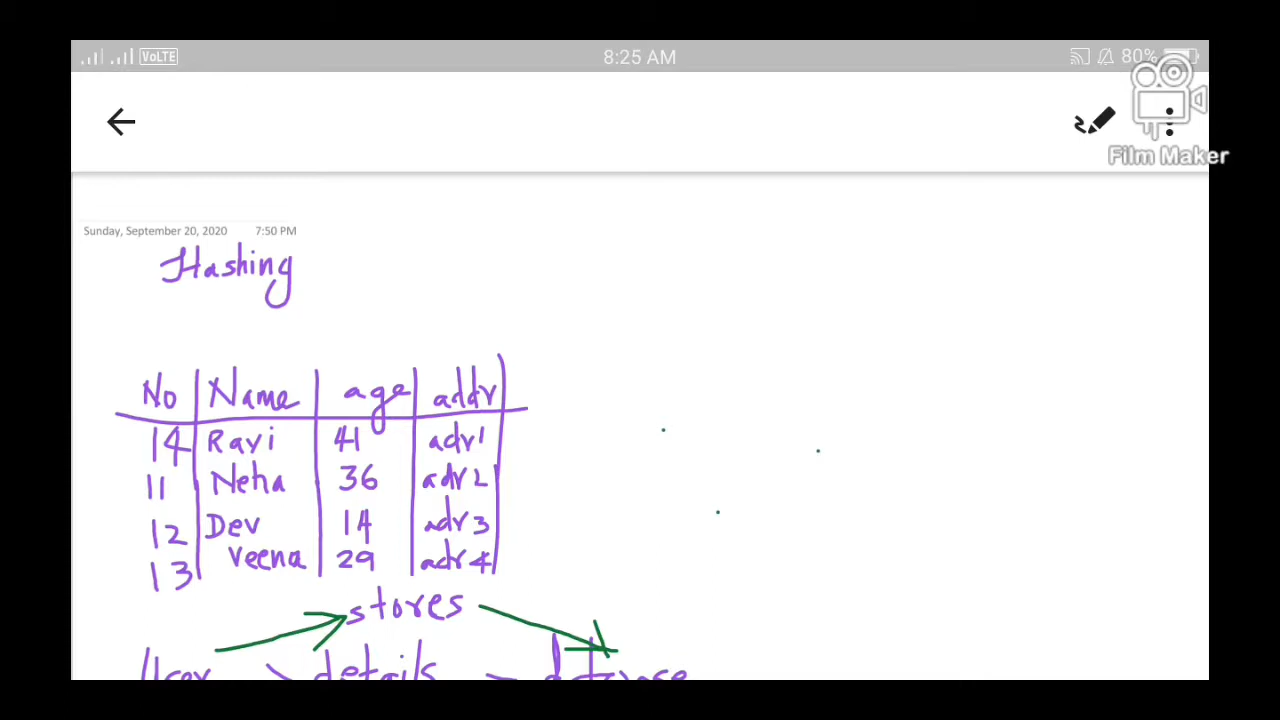 VoLTE 8:25 AM 80%
Film Maker
Sunday, September 20, 2020 7:50 PM
Hashing
No Name age addr
14 Ravi 41 adr1
11 Neha 36 adr2
12 Dev 14 adr3
13 Veena 29 adr4
stores
User details